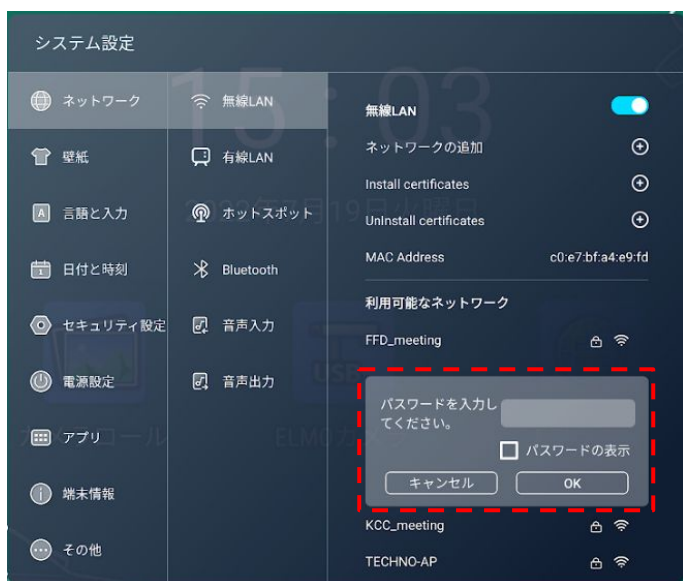 システム設定
ネットワーク
壁紙
言語と入力
日付と時刻
セキュリティ設定
電源設定
アプリ
端末情報
その他
無線LAN
有線LAN
ホットスポット
Bluetooth
音声入力
音声出力
無線LAN
ネットワークの追加
Install certificates
UnInstall certificates
MAC Address c0:e7:bf:a4:e9:fd
利用可能なネットワーク
FFD_meeting
パスワードを入力し
てください。
パスワードの表示
キャンセル OK
KCC_meeting
TECHNO-AP
15:03
USB